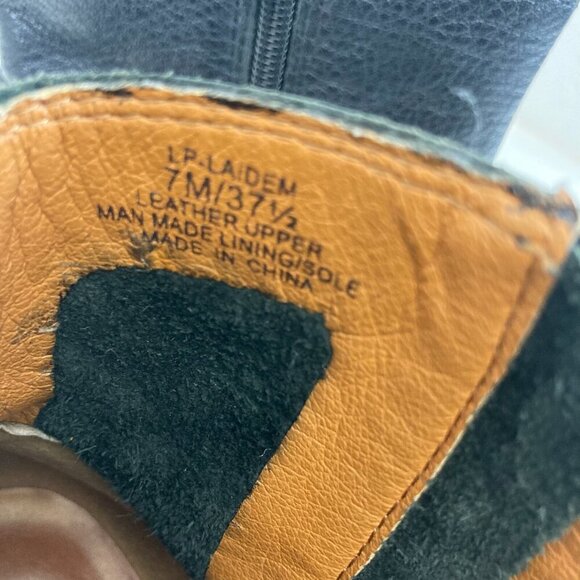 LP-LAIDEM
7M/37½
LEATHER UPPER
MAN MADE LINING/SOLE
MADE IN CHINA